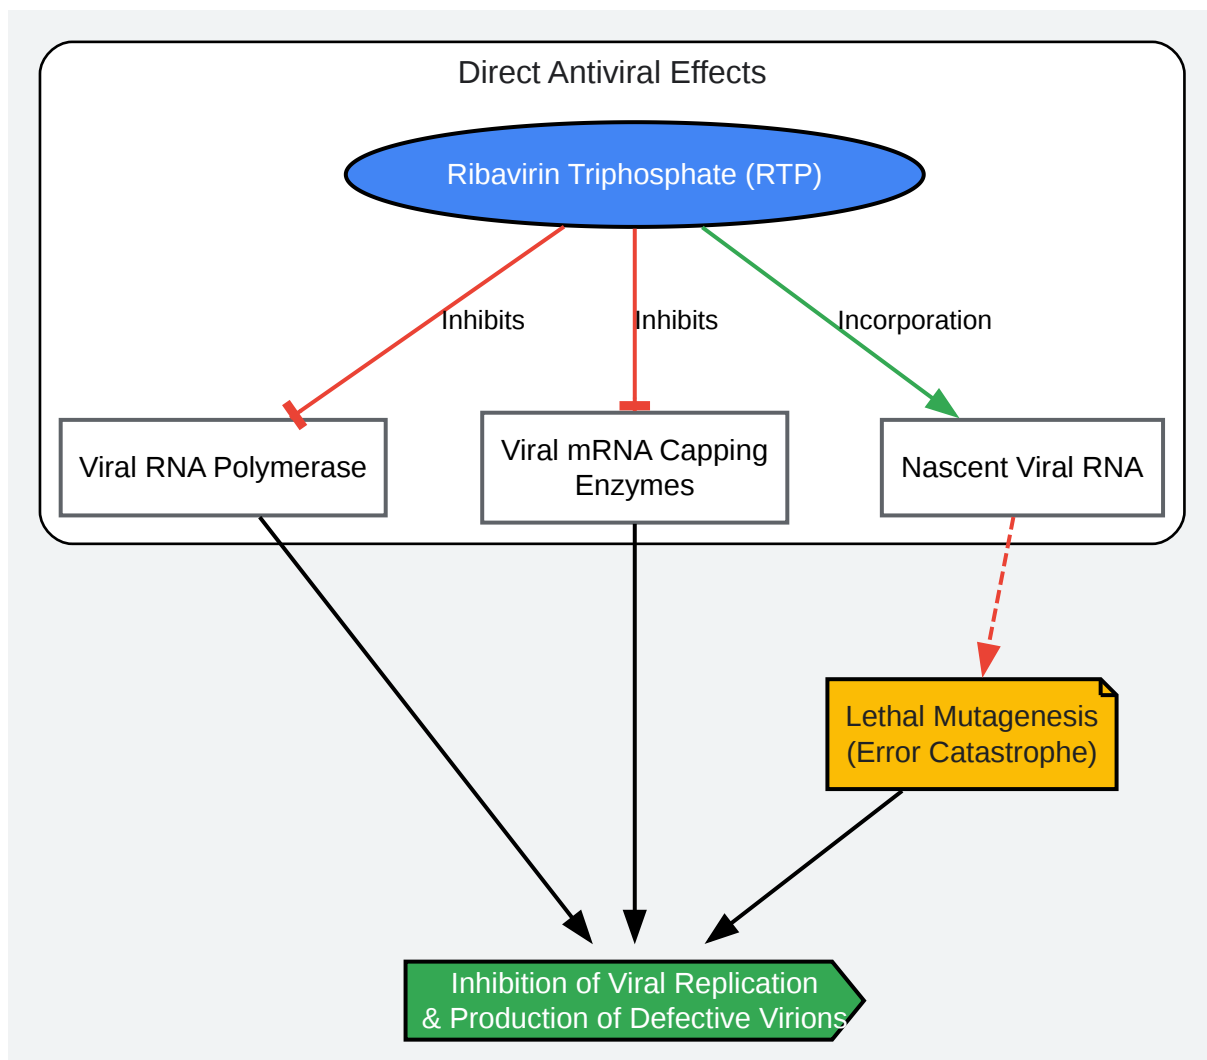 Direct Antiviral Effects
Ribavirin Triphosphate (RTP)
Inhibits
Inhibits
Incorporation
Viral RNA Polymerase
Viral mRNA Capping
Enzymes
Nascent Viral RNA
Lethal Mutagenesis
(Error Catastrophe)
Inhibition of Viral Replication
& Production of Defective Virions